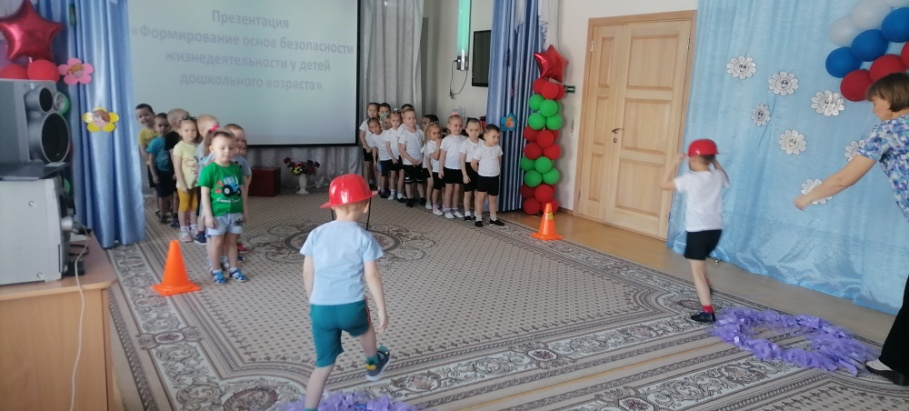 Презентация
«Формирование основ безопасности
жизнедеятельности у детей
дошкольного возраста»